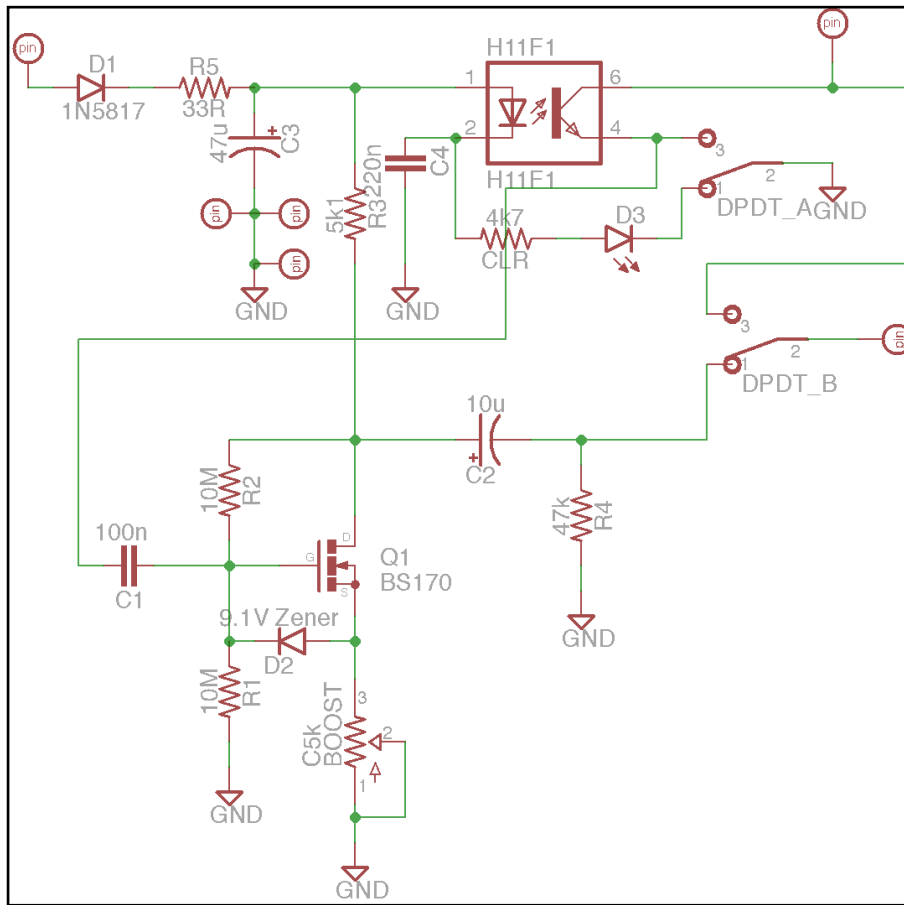 pin
pin
D1
1N5817
R5
33R
H11F1
1
2
6
4
H11F1
47u
C3
pin
pin
pin
GND
5k1
R3
220n
C4
GND
4k7
CLR
D3
3
1
2
DPDT_A
GND
3
1
2
DPDT_B
pin
10u
C2
47k
R4
GND
10M
R2
100n
C1
G
D
S
Q1
BS170
9.1V Zener
D2
10M
R1
GND
C5k
BOOST
3
2
1
GND